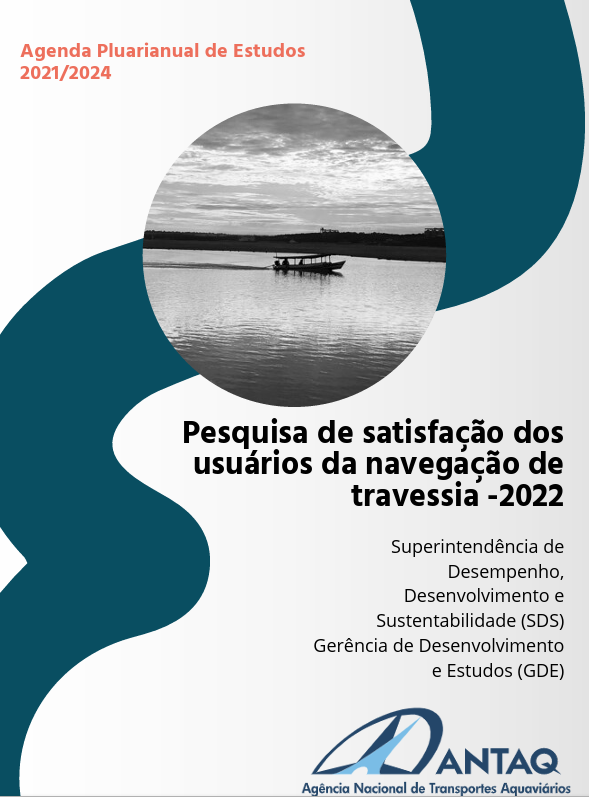 Agenda Pluarianual de Estudos
2021/2024
Pesquisa de satisfação dos
usuários da navegação de
travessia -2022
Superintendência de
Desempenho,
Desenvolvimento e
Sustentabilidade (SDS)
Gerência de Desenvolvimento
e Estudos (GDE)
ANTAQ
Agência Nacional de Transportes Aquaviários